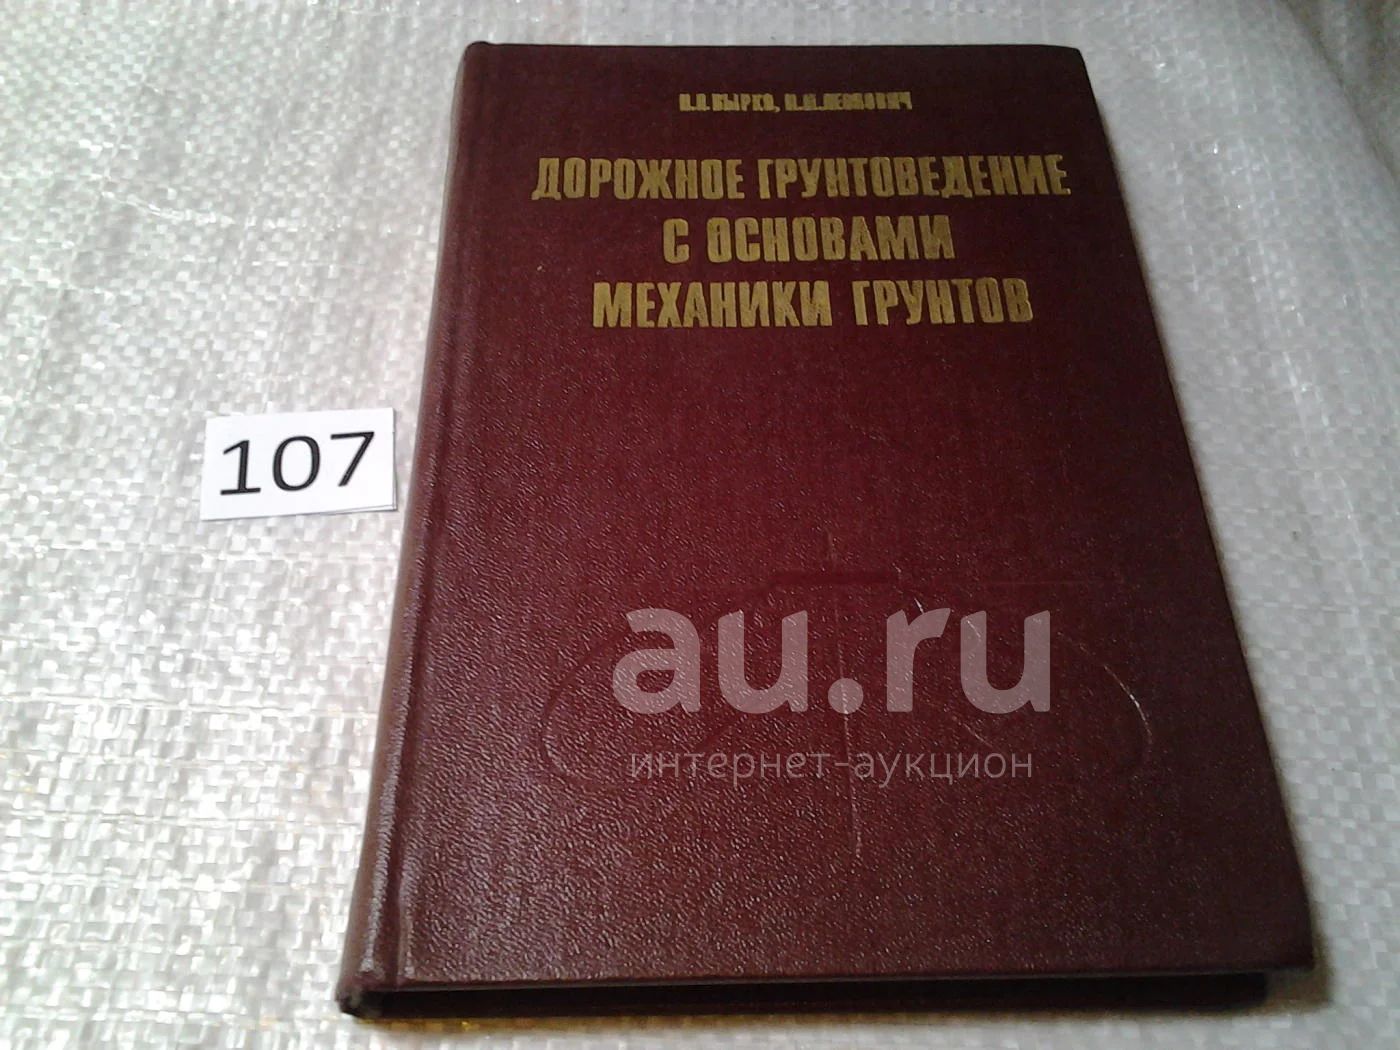 ДОРОЖНОЕ ГРУНТОВЕДЕНИЕ
С ОСНОВАМИ
МЕХАНИКИ ГРУНТОВ
107
au.ru
интернет-аукцион